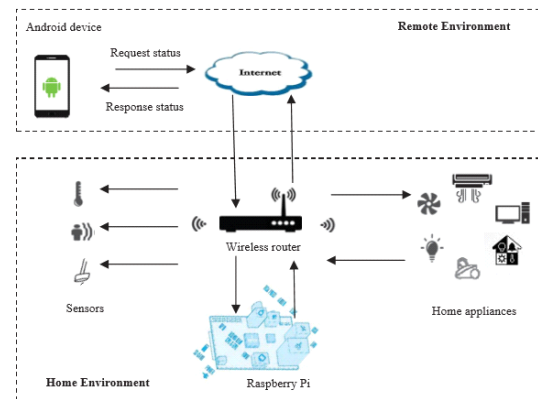 Android device
Remote Environment
Request status
Internet
Response status
Wireless router
Sensors
Home appliances
Home Environment
Raspberry Pi